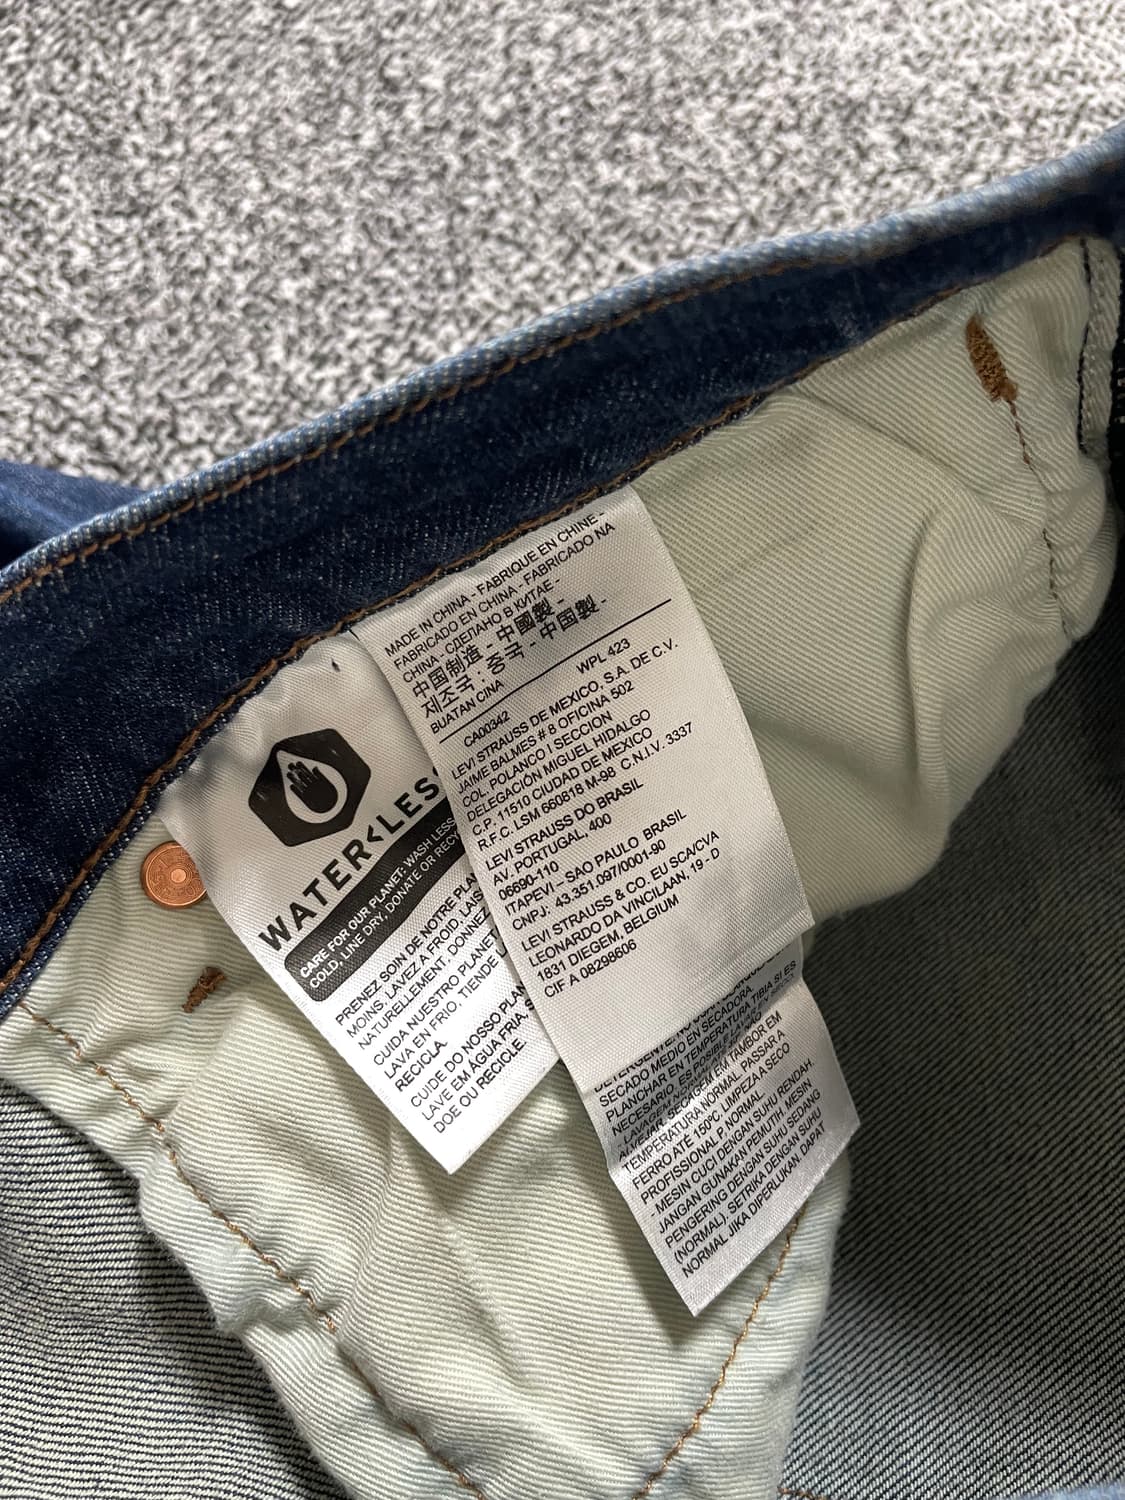 MADE IN CHINA - FABRIQUE EN CHINE -
FABRICADO EN CHINA - FABRICADO NA
CHINA - СДЕЛАНО В КИТАЕ -
中国制造 - 中國製 -
제조국 : 중국 - 中国製 -
BUATAN CINA
CA00342 WPL 423
LEVI STRAUSS DE MEXICO, S.A. DE C.V.
JAIME BALMES # 8 OFICINA 502
COL. POLANCO I SECCION
DELEGACIÓN MIGUEL HIDALGO
C.P. 11510 CIUDAD DE MEXICO
R.F.C. LSM 660818 M-98 C.N.I.V. 3337
LEVI STRAUSS DO BRASIL
AV. PORTUGAL, 400
06690-110
ITAPEVI – SAO PAULO BRASIL
CNPJ: 43.351.097/0001-90
LEVI STRAUSS & CO. EU SCA/CVA
LEONARDO DA VINCILAAN, 19 - D
1831 DIEGEM, BELGIUM
CIF A 08298606
WATER<LESS
CARE FOR OUR PLANET: WASH LESS
COLD, LINE DRY, DONATE OR
PRENEZ SOIN DE NOTRE
MOINS, LAVEZ A FROID,
NATURELLEMENT, DONNEZ
CUIDA NUESTRO PLANET
LAVA EN FRIO, TIENDE
RECICLA.
CUIDE DO NOSSO
LAVE EM ÁGUA FRIA,
DOE OU RECICLE.
SECADO MEDIO EN SECADORA.
PLANCHAR EN TEMPERATURA TIBIA SI ES
NECESARIO. ES POSIBLE
- SECAGEM EM TAMBOR EM
TEMPERATURA NORMAL. PASSAR A
FERRO ATÉ 150ºC. LIMPEZA A SECO
PROFISSIONAL P, NORMAL.
- MESIN CUCI DENGAN SUHU RENDAH.
JANGAN GUNAKAN PEMUTIH. MESIN
PENGERING DENGAN SUHU SEDANG
(NORMAL). SETRIKA DENGAN SUHU
NORMAL JIKA DIPERLUKAN. DAPAT